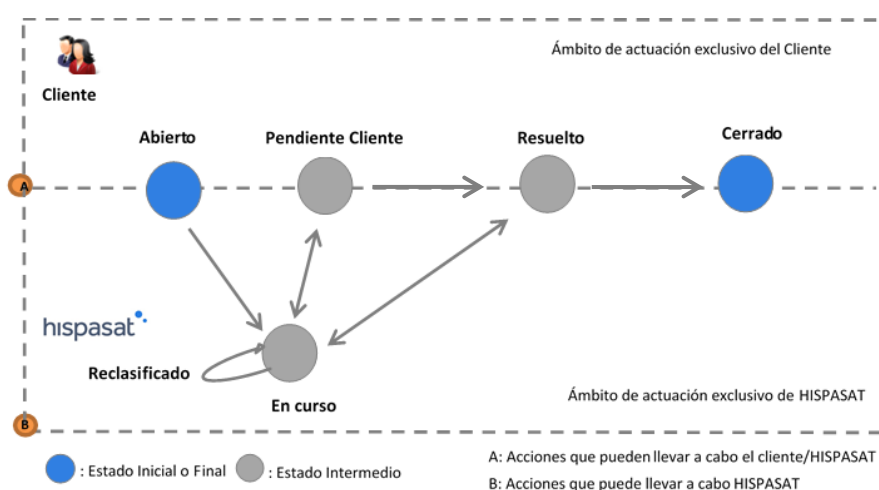 Ámbito de actuación exclusivo del Cliente
Cliente
Abierto
Pendiente Cliente
Resuelto
Cerrado
A
hispasat
Reclasificado
En curso
Ámbito de actuación exclusivo de HISPASAT
B
: Estado Inicial o Final
: Estado Intermedio
A: Acciones que pueden llevar a cabo el cliente/HISPASAT
B: Acciones que puede llevar a cabo HISPASAT